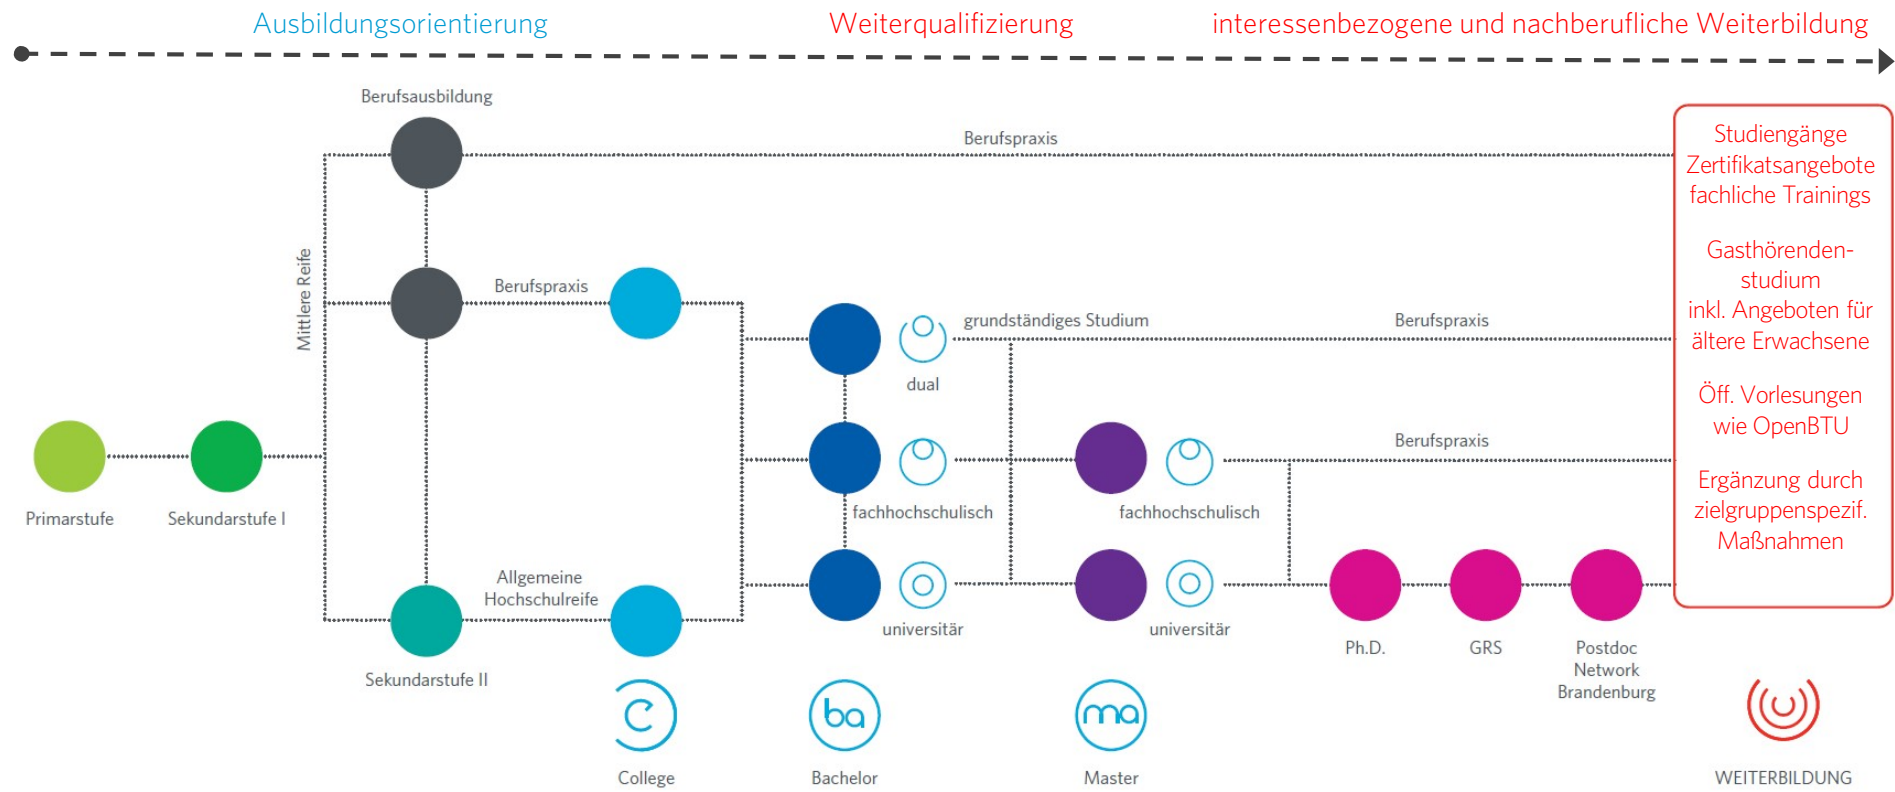 Ausbildungsorientierung
Weiterqualifizierung
interessenbezogene und nachberufliche Weiterbildung
Berufsausbildung
Berufspraxis
Mittlere Reife
Berufspraxis
grundständiges Studium
Berufspraxis
dual
Berufspraxis
Primarstufe
Sekundarstufe I
fachhochschulisch
fachhochschulisch
Allgemeine
Hochschulreife
universitär
universitär
Sekundarstufe II
Ph.D.
GRS
Postdoc
Network
Brandenburg
c
ba
ma
College
Bachelor
Master
Studiengänge
Zertifikatsangebote
fachliche Trainings
Gasthörenden-
studium
inkl. Angeboten für
ältere Erwachsene
Öff. Vorlesungen
wie OpenBTU
Ergänzung durch
zielgruppenspezif.
Maßnahmen
WEITERBILDUNG